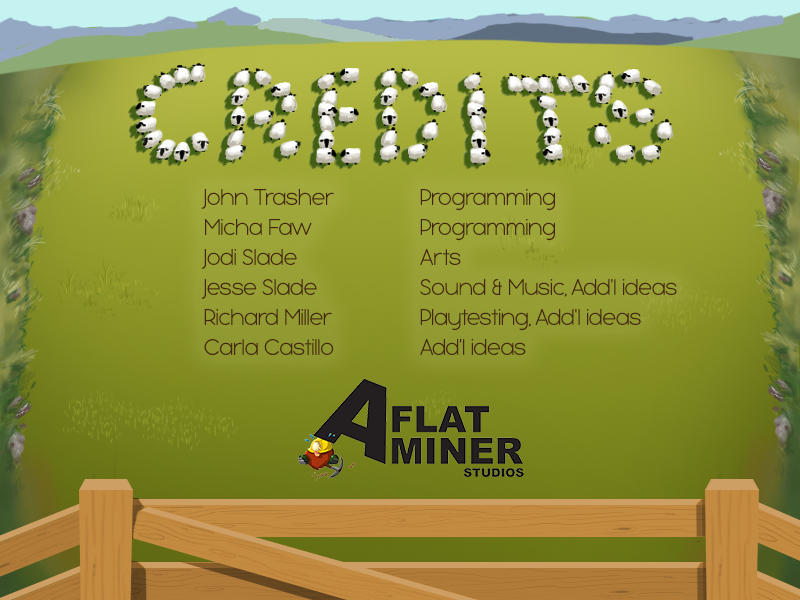 CREDITS
John Trasher Programming
Micha Faw Programming
Jodi Slade Arts
Jesse Slade Sound & Music, Add'l ideas
Richard Miller Playtesting, Add'l ideas
Carla Castillo Add'l ideas
A FLAT
MINER
STUDIOS